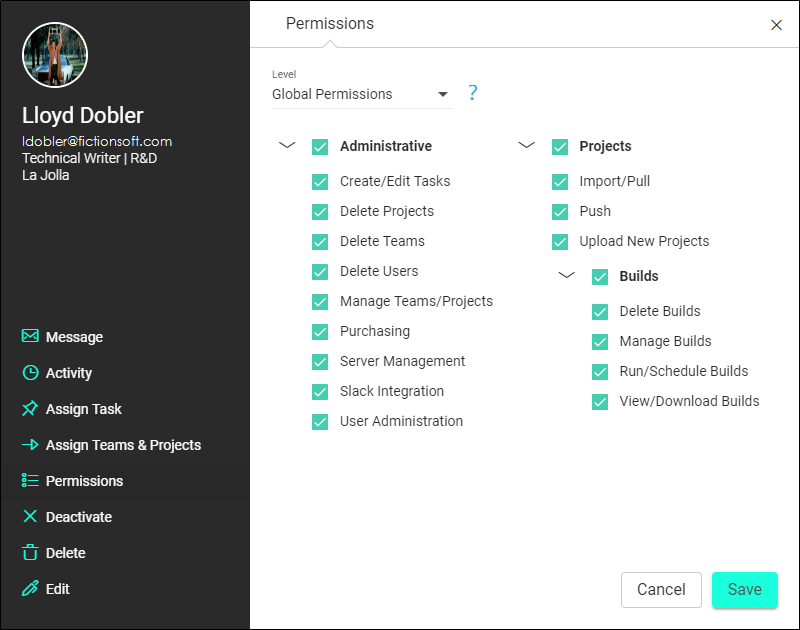 Lloyd Dobler
ldobler@fictionsoft.com
Technical Writer | R&D
La Jolla
Message
Activity
Assign Task
Assign Teams & Projects
Permissions
Deactivate
Delete
Edit
Permissions
Level
Global Permissions
?
Administrative
Create/Edit Tasks
Delete Projects
Delete Teams
Delete Users
Manage Teams/Projects
Purchasing
Server Management
Slack Integration
User Administration
Projects
Import/Pull
Push
Upload New Projects
Builds
Delete Builds
Manage Builds
Run/Schedule Builds
View/Download Builds
Cancel
Save